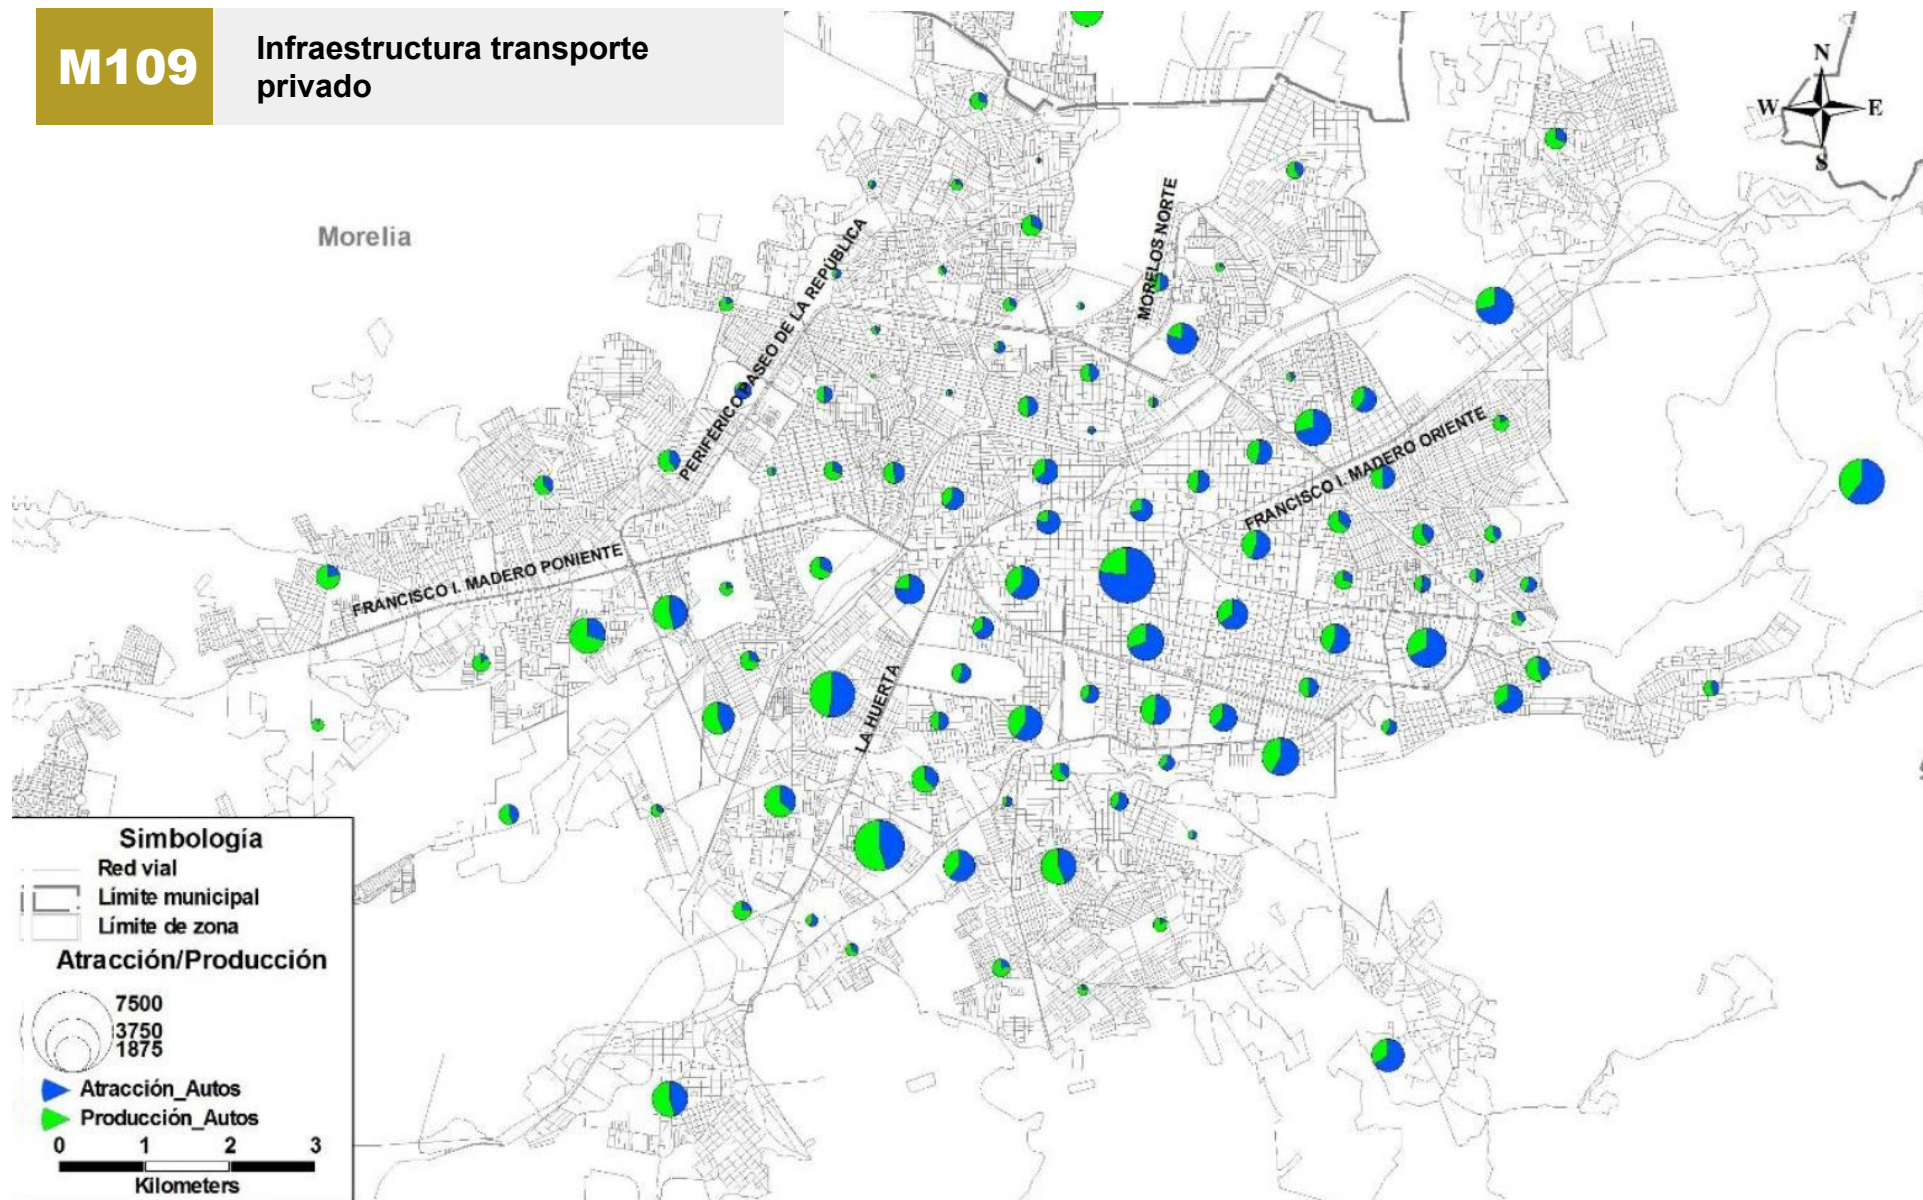 M109
Infraestructura transporte
privado
N
W
E
S
Morelia
MORELOS NORTE
PERIFÉRICO PASEO DE LA REPÚBLICA
FRANCISCO I. MADERO ORIENTE
FRANCISCO I. MADERO PONIENTE
LA HUERTA
Simbología
Red vial
Límite municipal
Límite de zona
Atracción/Producción
7500
3750
1875
Atracción_Autos
Producción_Autos
0 1 2 3
Kilometers